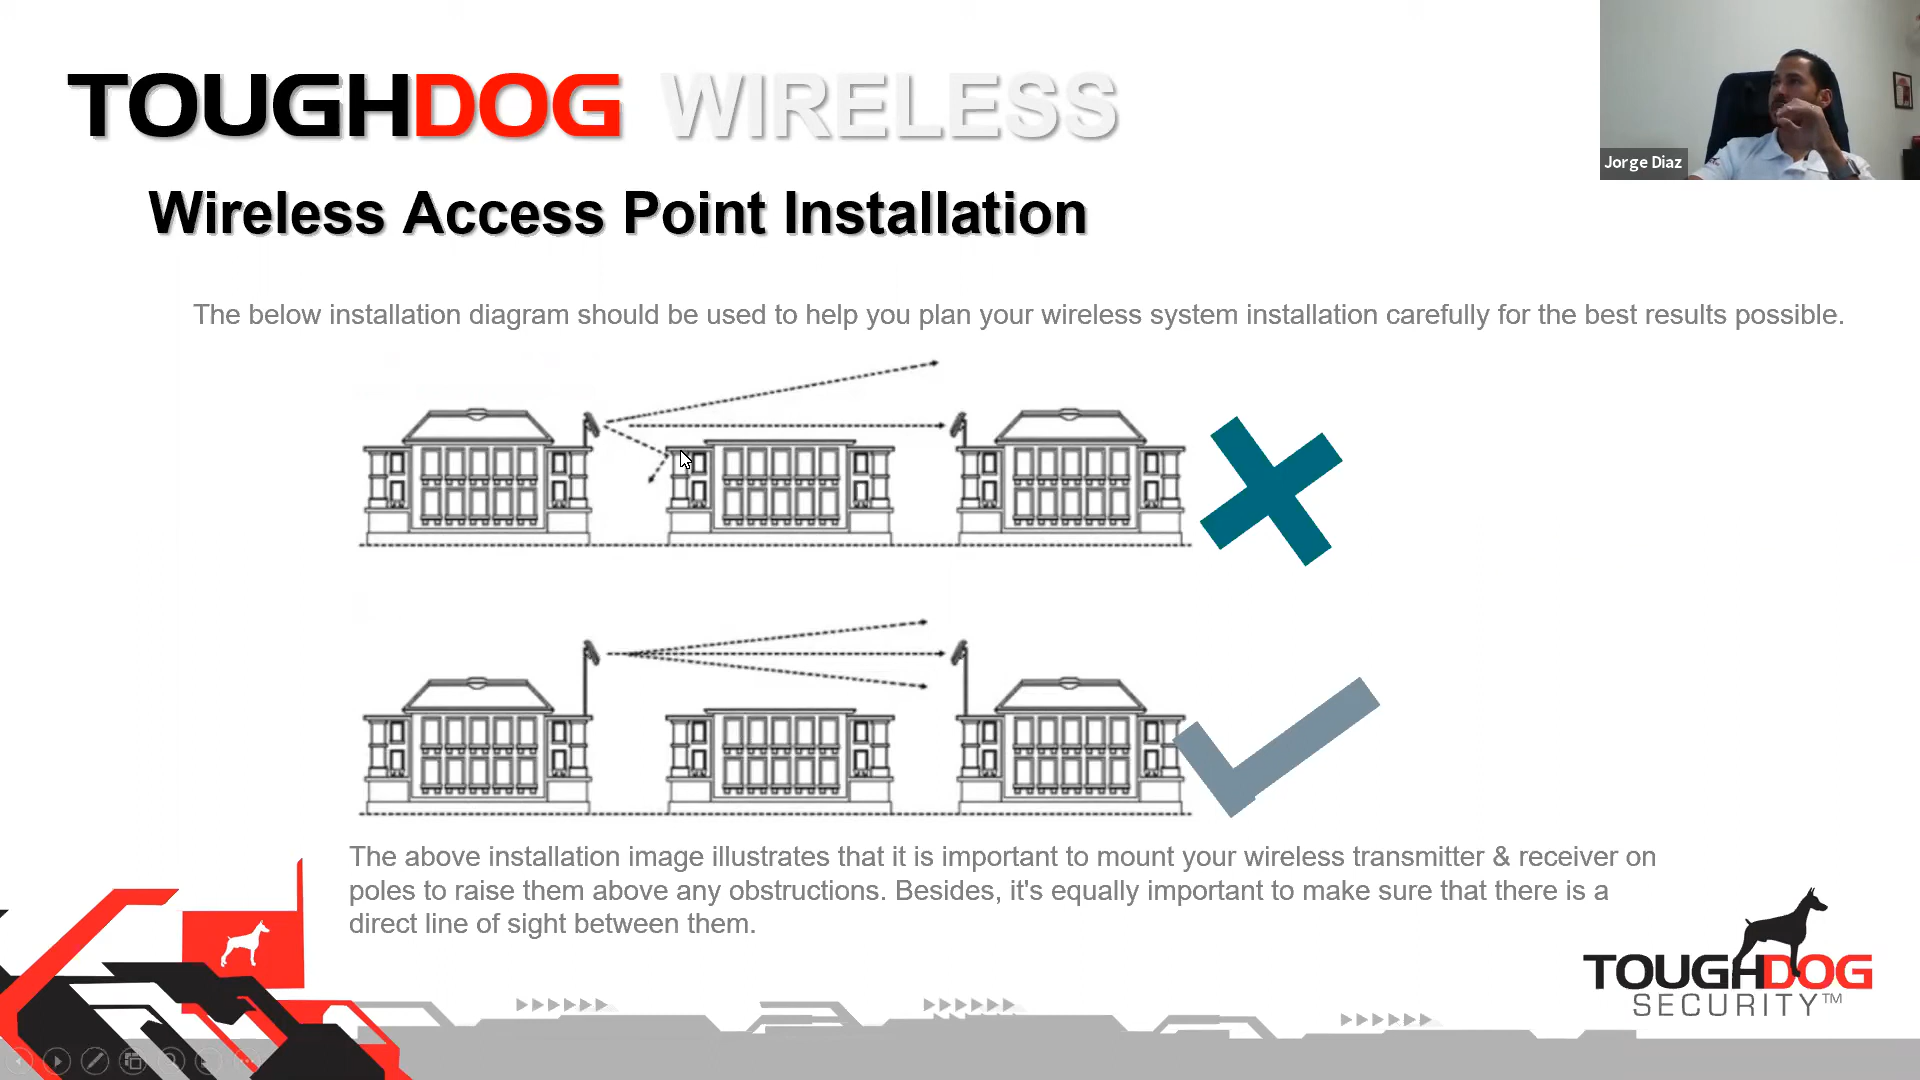 TOUGHDOG WIRELESS
Jorge Diaz
Wireless Access Point Installation
The below installation diagram should be used to help you plan your wireless system installation carefully for the best results possible.
The above installation image illustrates that it is important to mount your wireless transmitter & receiver on
poles to raise them above any obstructions. Besides, it's equally important to make sure that there is a
direct line of sight between them.
TOUGHDOG
SECURITY™